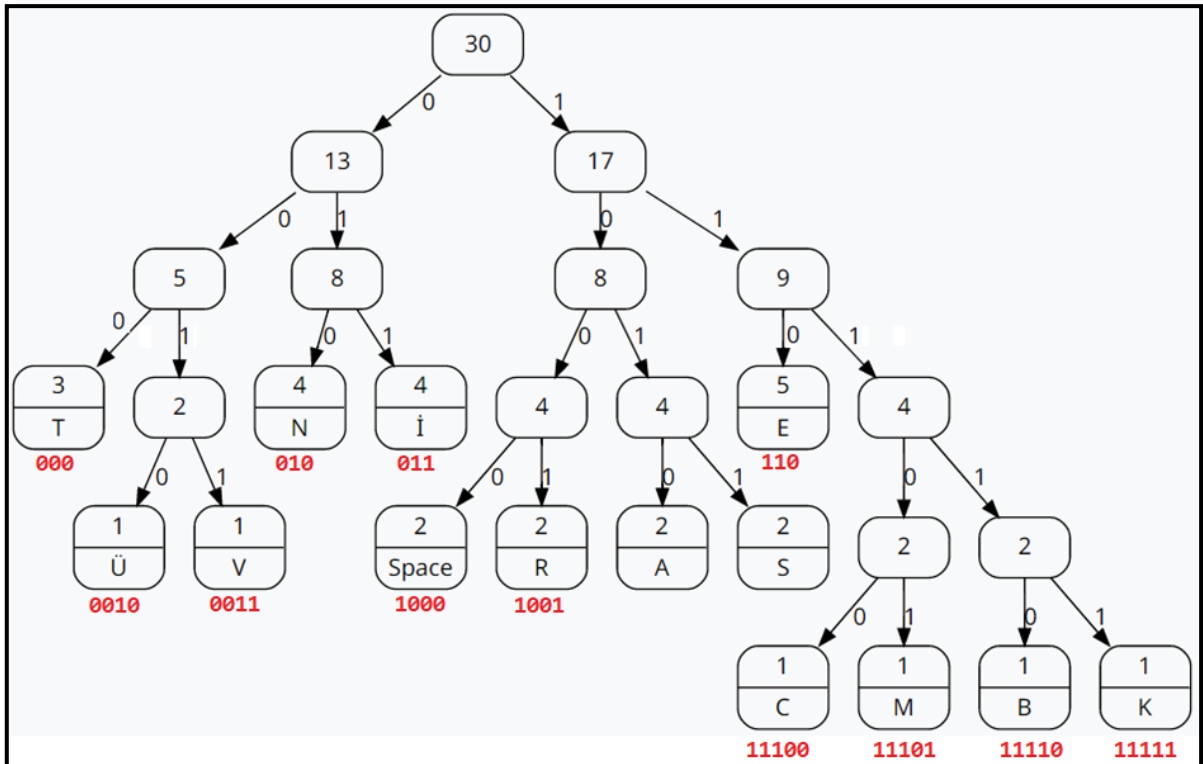 30
0 1
13 17
0 1 0 1
5 8 8 9
0 1 0 1 0 1 0 1
3 4 4 5
T 2 N İ 4 4 E 4
000 010 011 110
0 1 0 1 0 1 0 1
1 1 2 2 2 2
Ü V Space R A S 2 2
0010 0011 1000 1001
0 1 0 1
1 1 1 1
C M B K
11100 11101 11110 11111